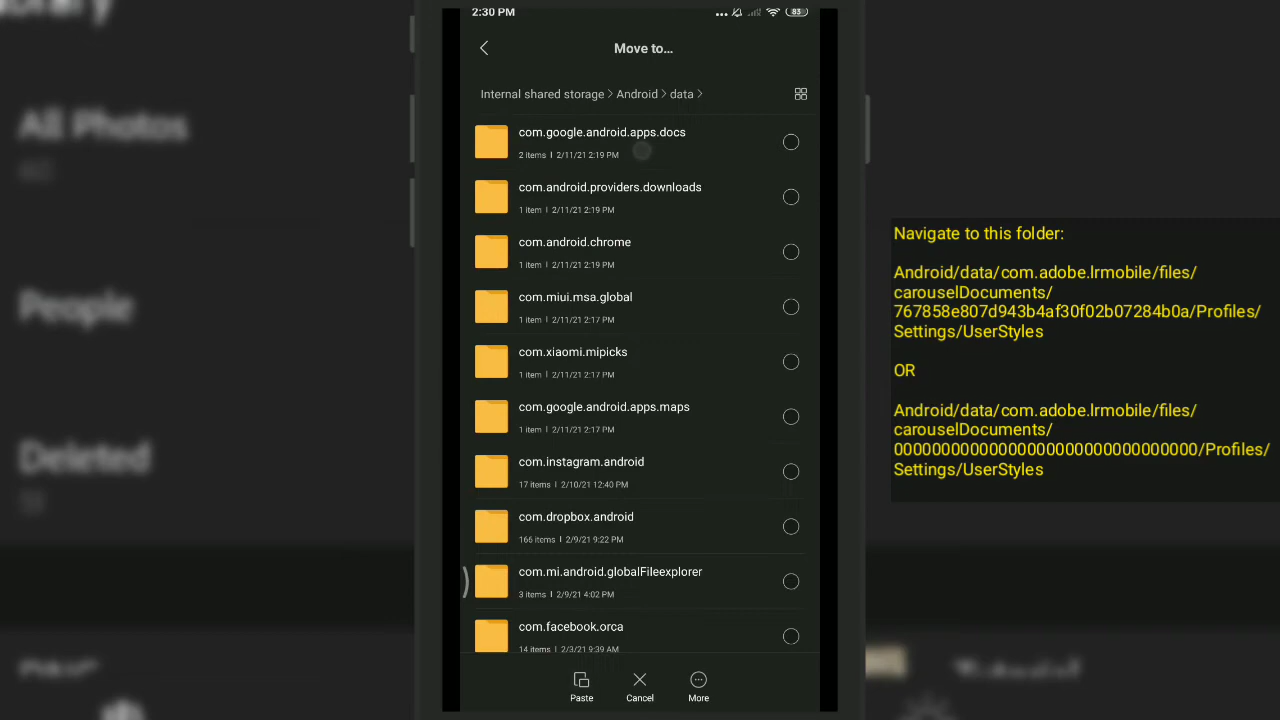 2:30 PM
83
Move to...
Internal shared storage > Android > data >
com.google.android.apps.docs
2 items | 2/11/21 2:19 PM
com.android.providers.downloads
1 item | 2/11/21 2:19 PM
com.android.chrome
1 item | 2/11/21 2:19 PM
com.miui.msa.global
1 item | 2/11/21 2:17 PM
com.xiaomi.mipicks
1 item | 2/11/21 2:17 PM
com.google.android.apps.maps
1 item | 2/11/21 2:17 PM
com.instagram.android
17 items | 2/10/21 12:40 PM
com.dropbox.android
166 items | 2/9/21 9:22 PM
com.mi.android.globalFileexplorer
3 items | 2/9/21 4:02 PM
com.facebook.orca
14 items | 2/3/21 9:39 AM
Paste
Cancel
More
All Photos
People
Deleted
Navigate to this folder:
Android/data/com.adobe.lrmobile/files/
carouselDocuments/
767858e807d943b4af30f02b07284b0a/Profiles/
Settings/UserStyles
OR
Android/data/com.adobe.lrmobile/files/
carouselDocuments/
00000000000000000000000000000000/Profiles/
Settings/UserStyles